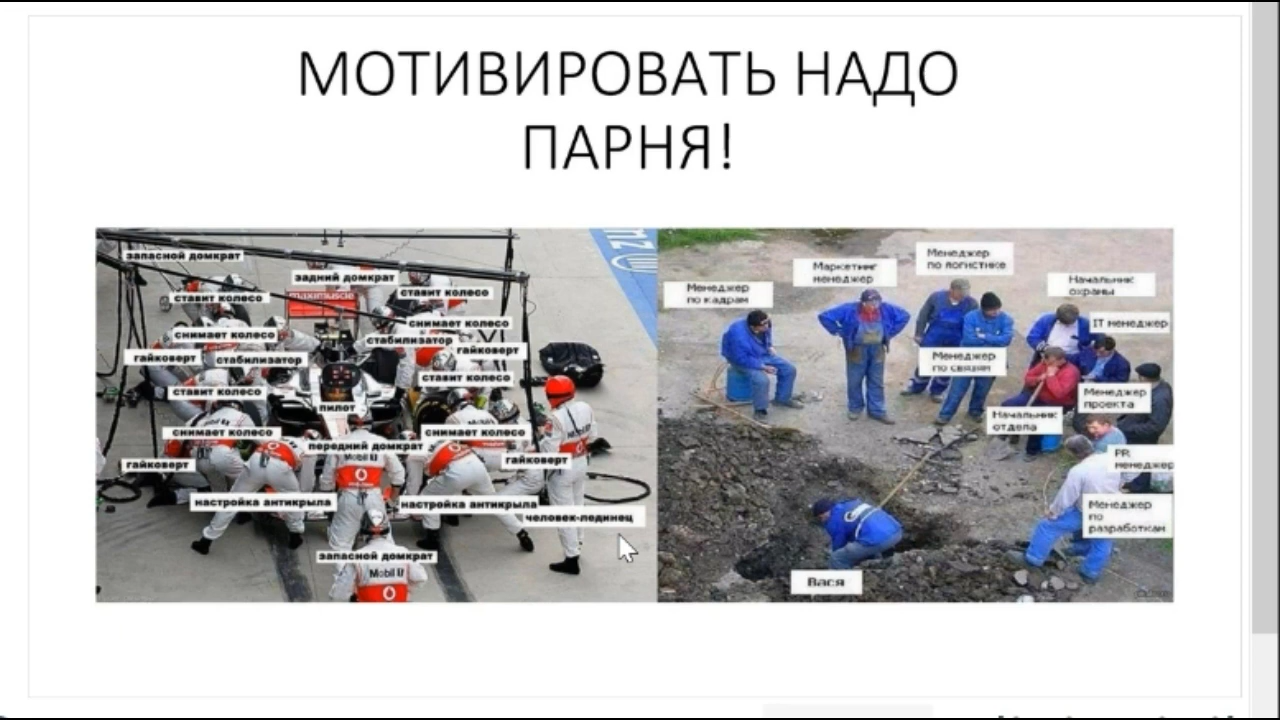 МОТИВИРОВАТЬ НАДО
ПАРНЯ!
запасной домкрат
задний домкрат
ставит колесо
ставит колесо
maximuscle
снимает колесо
снимает колесо
стабилизатор
гайковерт
стабилизатор
гайковерт
ставит колесо
ставит колесо
пилот
снимает колесо
снимает колесо
передний домкрат
гайковерт
гайковерт
настройка антикрыла
настройка антикрыла
человек-леденец
запасной домкрат
Mobil 1
Менеджер
по кадрам
Маркетинг
менеджер
Менеджер
по логистике
Начальник
охраны
IT менеджер
Менеджер
по связям
Менеджер
проекта
Начальник
отдела
PR
менеджер
Менеджер
по
разработкам
Вася